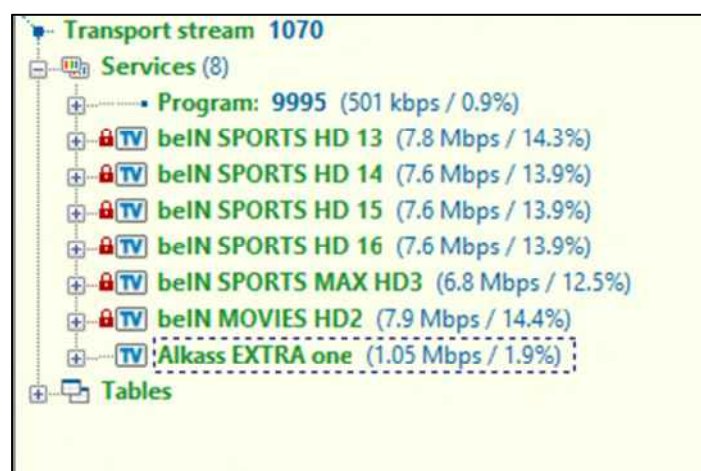 Transport stream 1070
Services (8)
Program: 9995 (501 kbps / 0.9%)
TV beIN SPORTS HD 13 (7.8 Mbps / 14.3%)
TV beIN SPORTS HD 14 (7.6 Mbps / 13.9%)
TV beIN SPORTS HD 15 (7.6 Mbps / 13.9%)
TV beIN SPORTS HD 16 (7.6 Mbps / 13.9%)
TV beIN SPORTS MAX HD3 (6.8 Mbps / 12.5%)
TV beIN MOVIES HD2 (7.9 Mbps / 14.4%)
TV Alkass EXTRA one (1.05 Mbps / 1.9%)
Tables